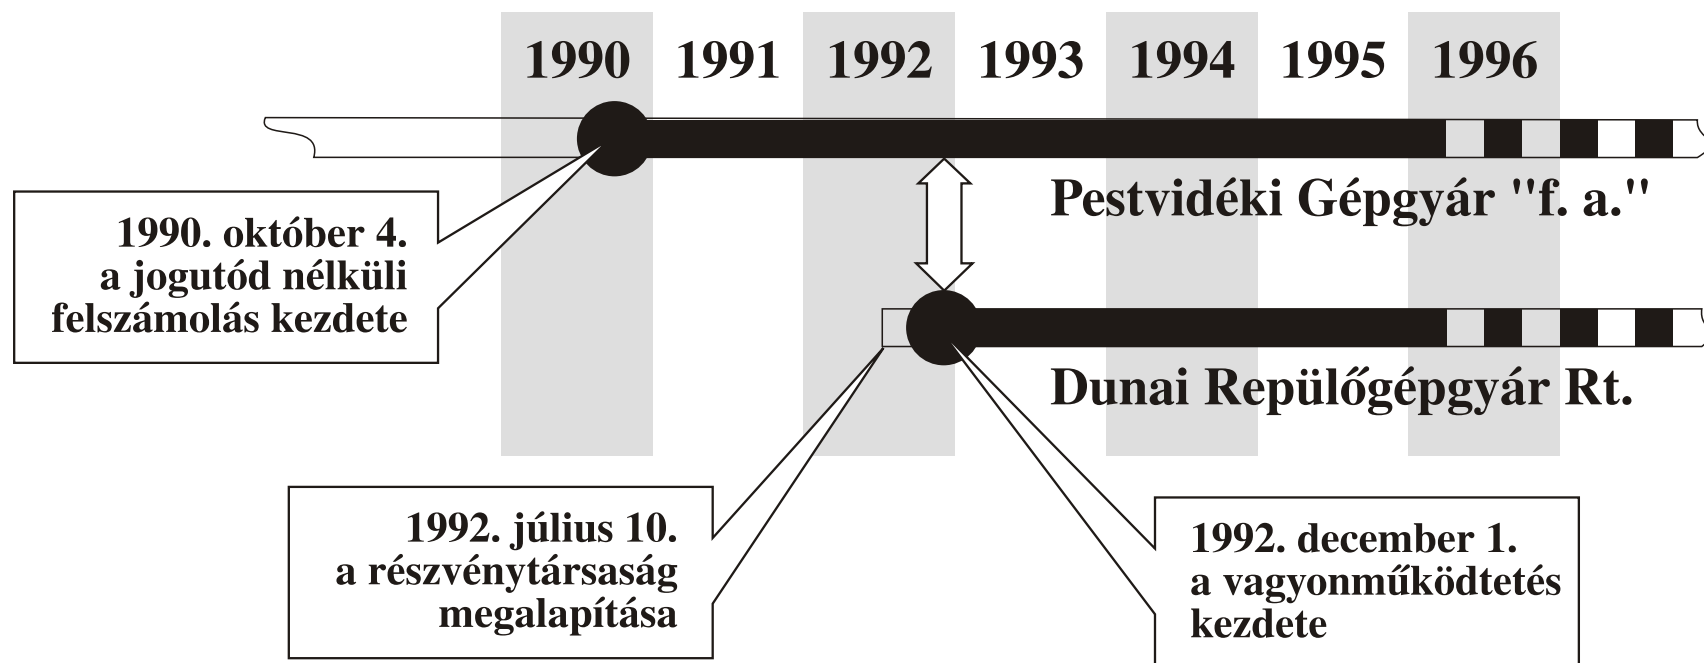 1990 1991 1992 1993 1994 1995 1996
Pestvidéki Gépgyár "f. a."
1990. október 4.
a jogutód nélküli
felszámolás kezdete
Dunai Repülőgépgyár Rt.
1992. július 10.
a részvénytársaság
megalapítása
1992. december 1.
a vagyonműködtetés
kezdete